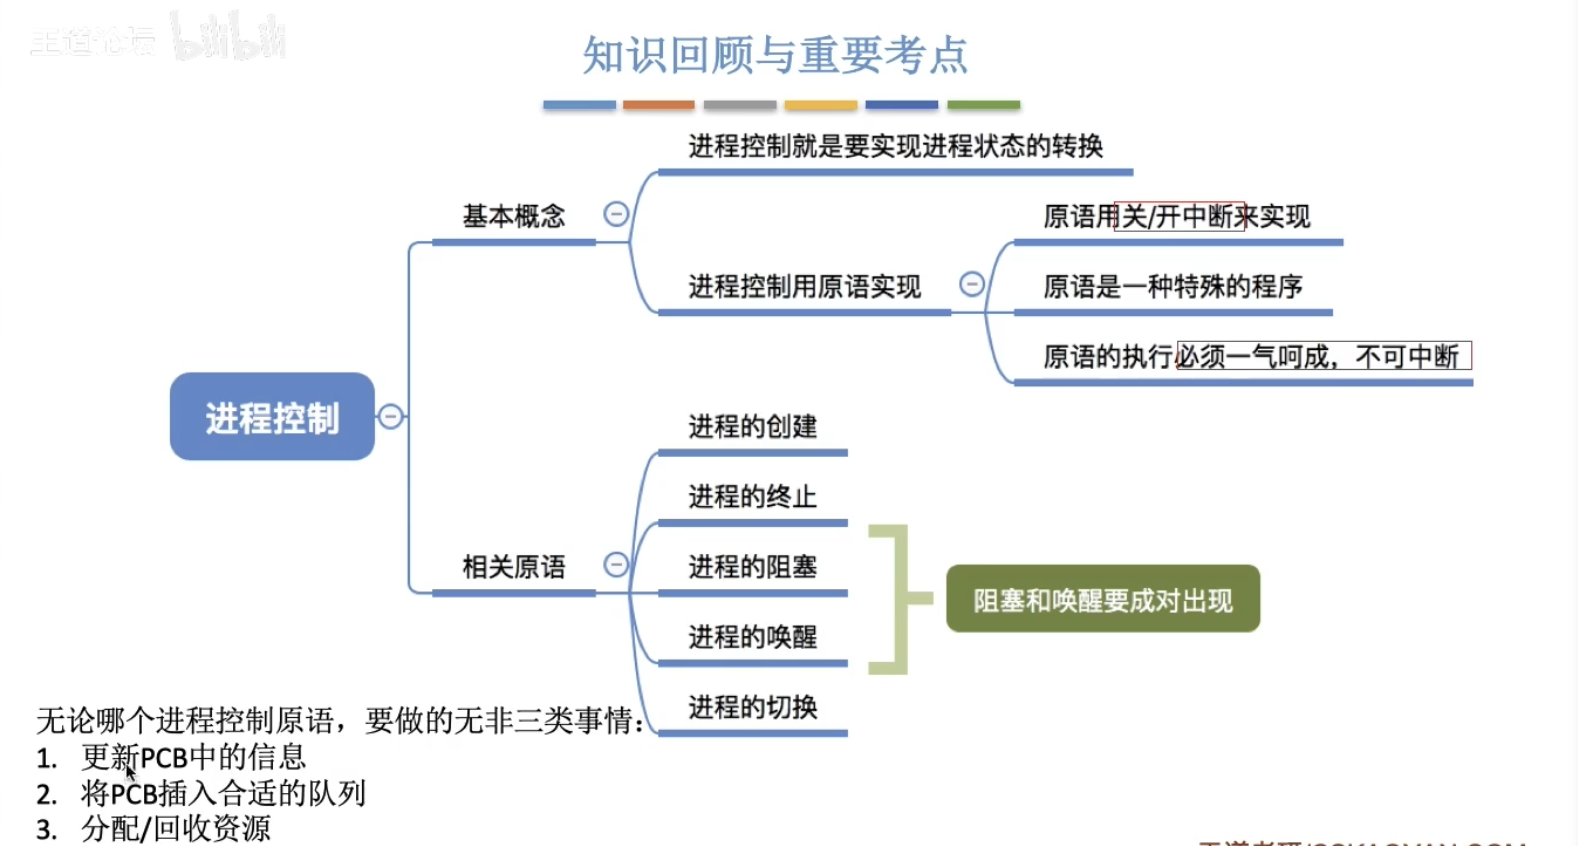 王道论坛 bilibili
知识回顾与重要考点
进程控制就是要实现进程状态的转换
基本概念
原语用关/开中断来实现
进程控制用原语实现
原语是一种特殊的程序
原语的执行必须一气呵成，不可中断
进程控制
进程的创建
进程的终止
相关原语
进程的阻塞
阻塞和唤醒要成对出现
进程的唤醒
进程的切换
无论哪个进程控制原语，要做的无非三类事情：
1. 更新PCB中的信息
2. 将PCB插入合适的队列
3. 分配/回收资源